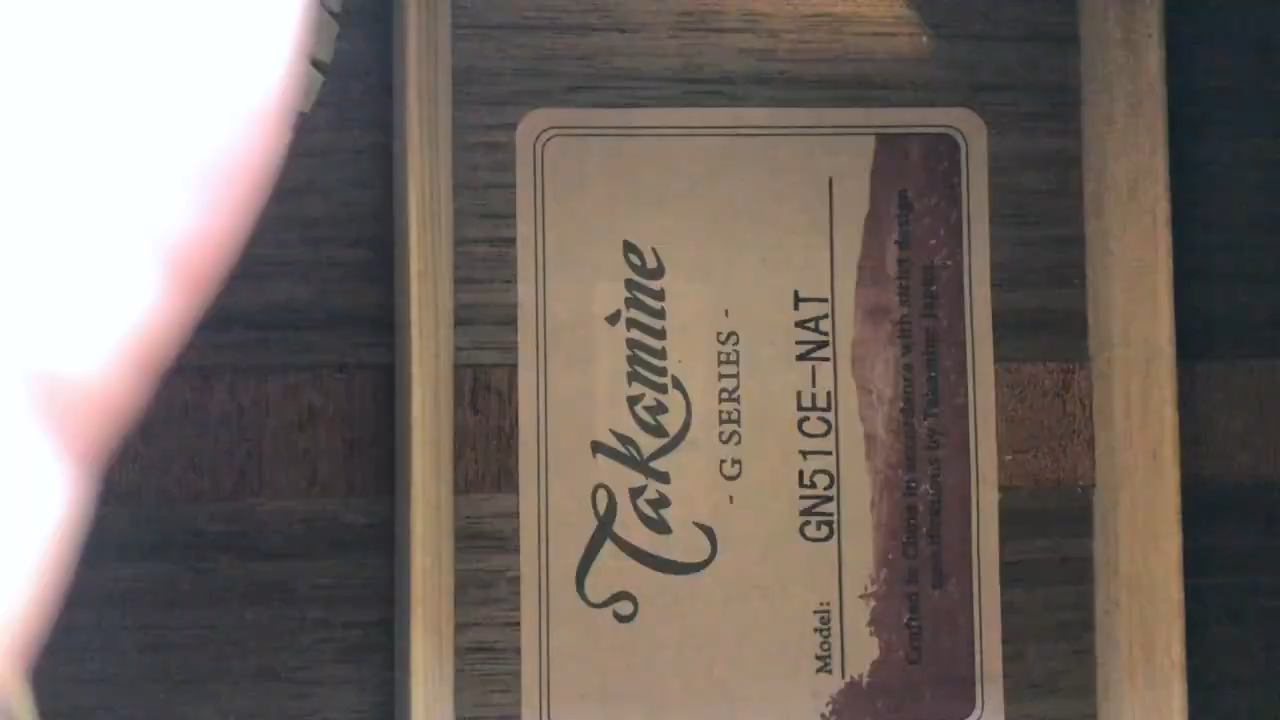 Takamine
- G SERIES -
Model: GN51CE-NAT
Crafted in China in accordance with strict design
specifications by Takamine Japan.